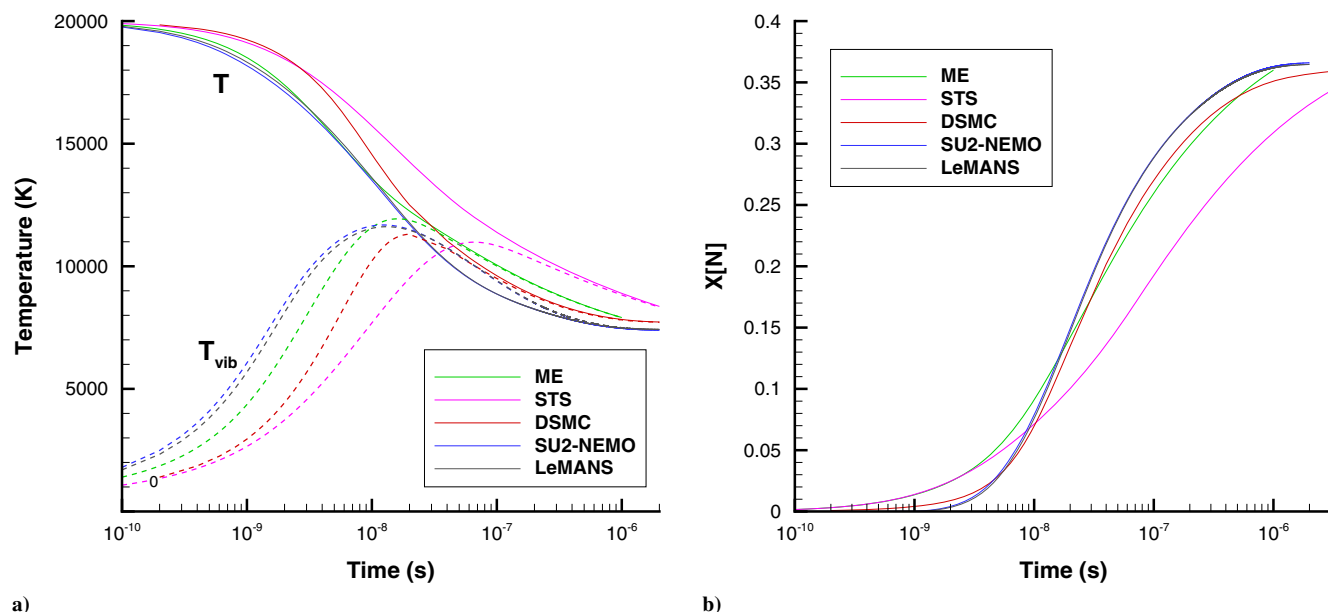 20000
15000
10000
5000
Temperature (K)
T
Tvib
0
ME
STS
DSMC
SU2-NEMO
LeMANS
10-10
10-9
10-8
10-7
10-6
Time (s)
a)
0.4
0.35
0.3
0.25
0.2
0.15
0.1
0.05
0
X[N]
ME
STS
DSMC
SU2-NEMO
LeMANS
10-10
10-9
10-8
10-7
10-6
Time (s)
b)